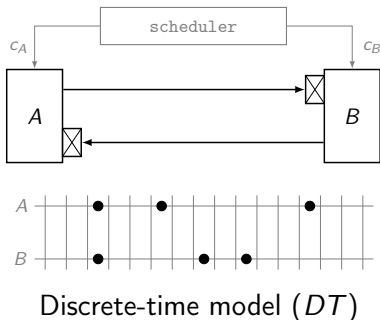 scheduler
c_A c_B
A B
A
B
Discrete-time model (DT)